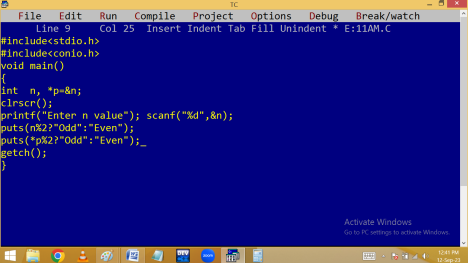 TC
File Edit Run Compile Project Options Debug Break/watch
Line 9 Col 25 Insert Indent Tab Fill Unindent * E:11AM.C
#include<stdio.h>
#include<conio.h>
void main()
{
int n, *p=&n;
clrscr();
printf("Enter n value"); scanf("%d",&n);
puts(n%2?"Odd":"Even");
puts(*p%2?"Odd":"Even");_
getch();
}
Activate Windows
Go to PC settings to activate Windows.
DEV
zoom
12:41 PM
12-Sep-23